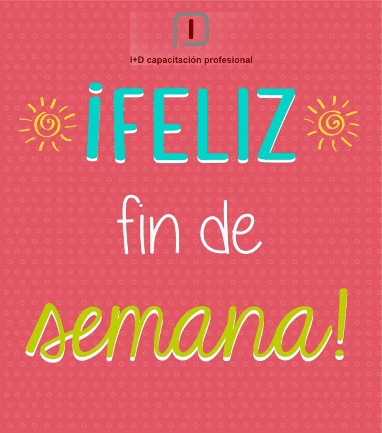 I
I+D capacitación profesional
¡FELIZ
fin de
semana!